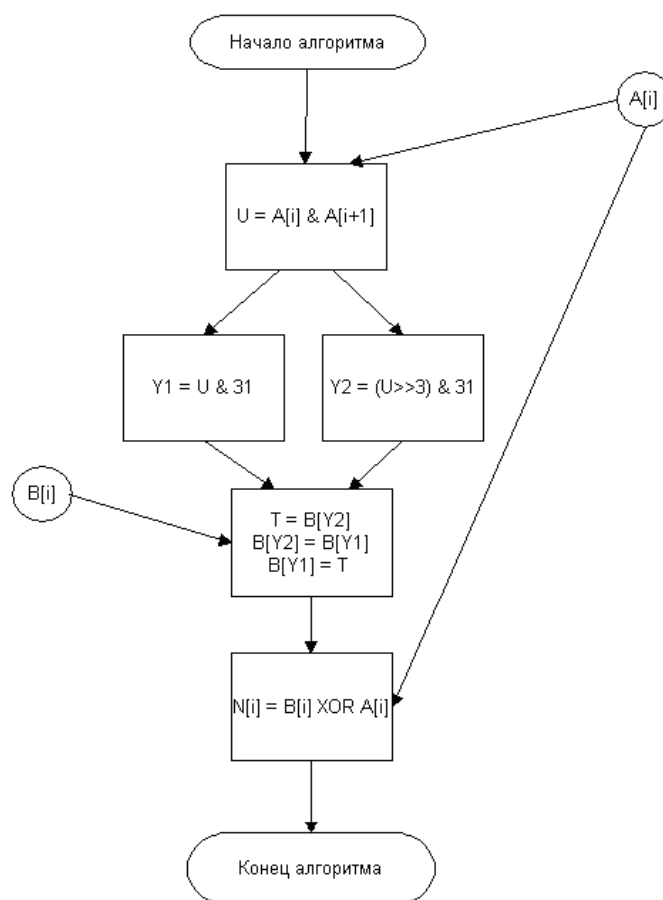 Начало алгоритма
A[i]
U = A[i] & A[i+1]
Y1 = U & 31
Y2 = (U>>3) & 31
B[i]
T = B[Y2]
B[Y2] = B[Y1]
B[Y1] = T
N[i] = B[i] XOR A[i]
Конец алгоритма